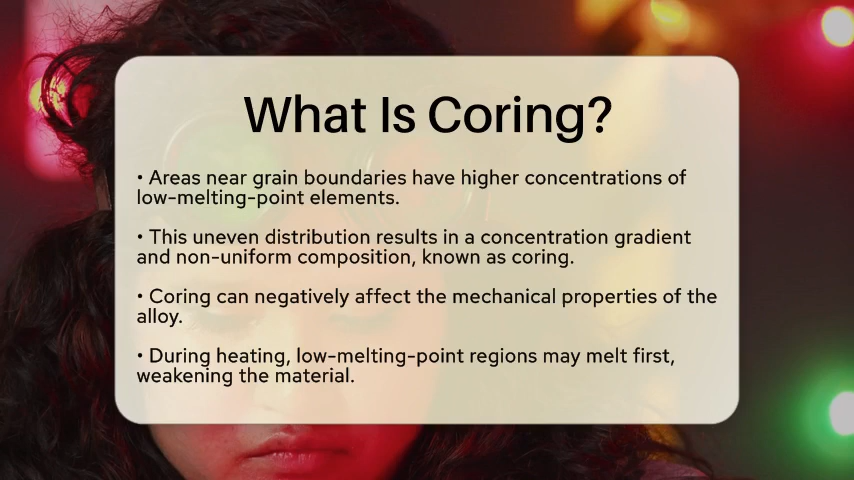 What Is Coring?
• Areas near grain boundaries have higher concentrations of
low-melting-point elements.
• This uneven distribution results in a concentration gradient
and non-uniform composition, known as coring.
• Coring can negatively affect the mechanical properties of the
alloy.
• During heating, low-melting-point regions may melt first,
weakening the material.